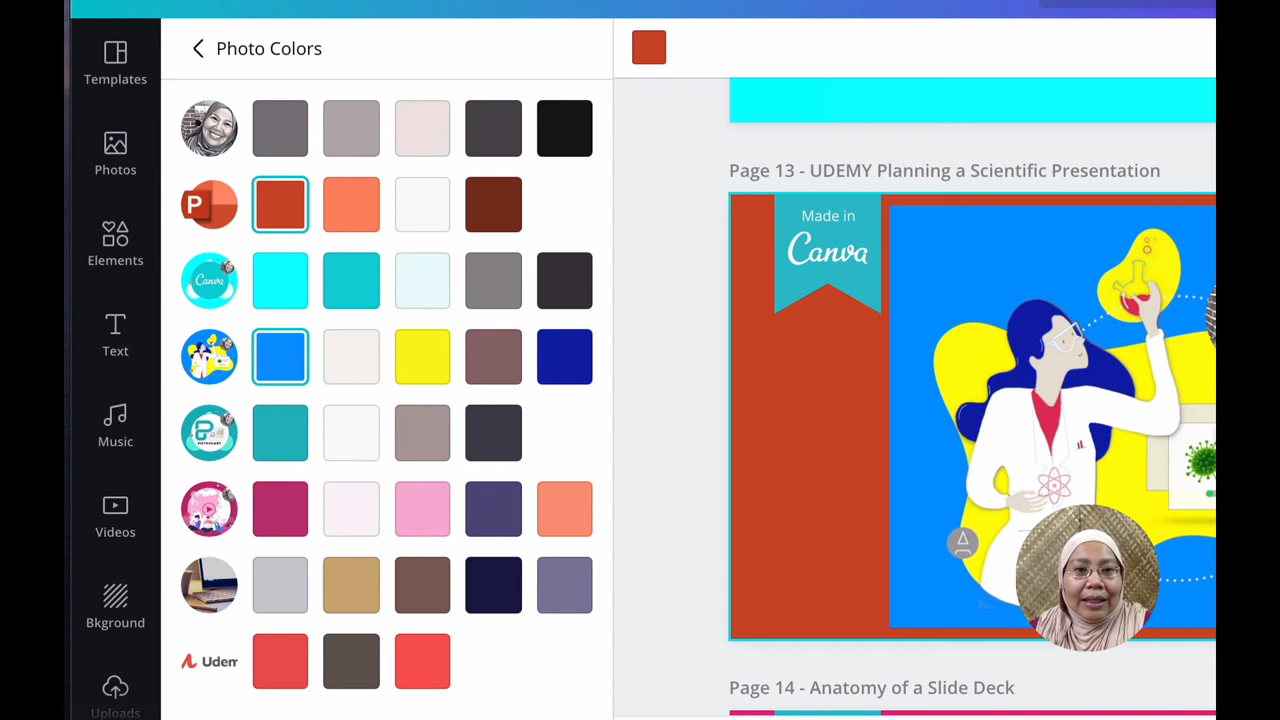 Templates
Photos
Elements
Text
Music
Videos
Bkground
Uploads
Photo Colors
P
Canva
Udem
Page 13 - UDEMY Planning a Scientific Presentation
Made in
Canva
Page 14 - Anatomy of a Slide Deck